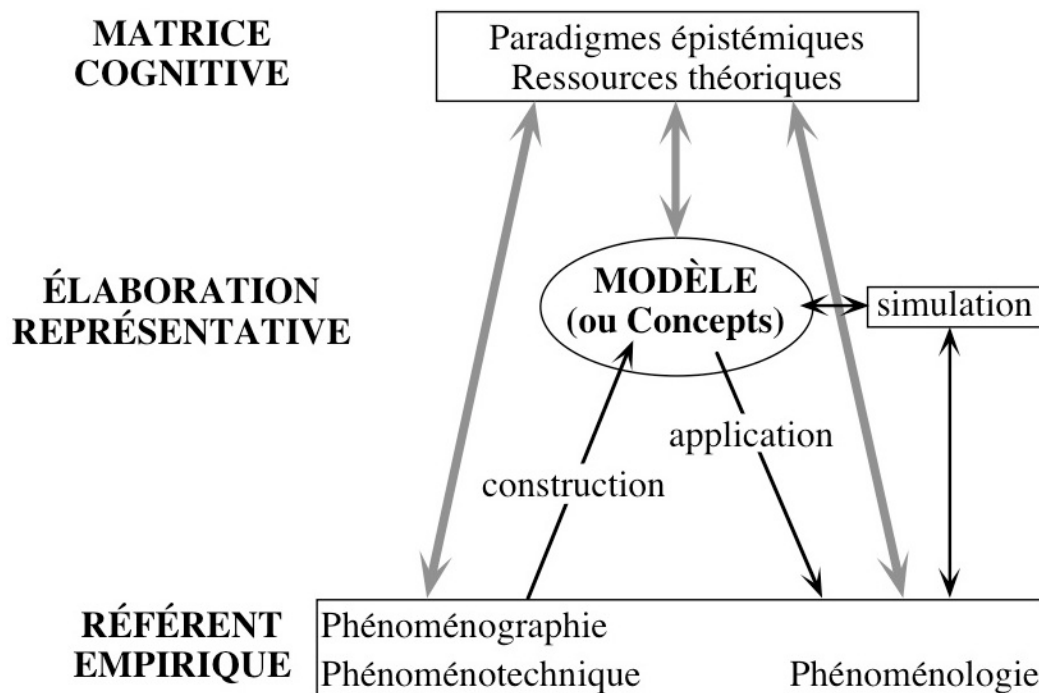 MATRICE
COGNITIVE
Paradigmes épistémiques
Ressources théoriques
ÉLABORATION
REPRÉSENTATIVE
MODÈLE
(ou Concepts)
simulation
application
construction
RÉFÉRENT
EMPIRIQUE
Phénoménographie
Phénoménotechnique
Phénoménologie